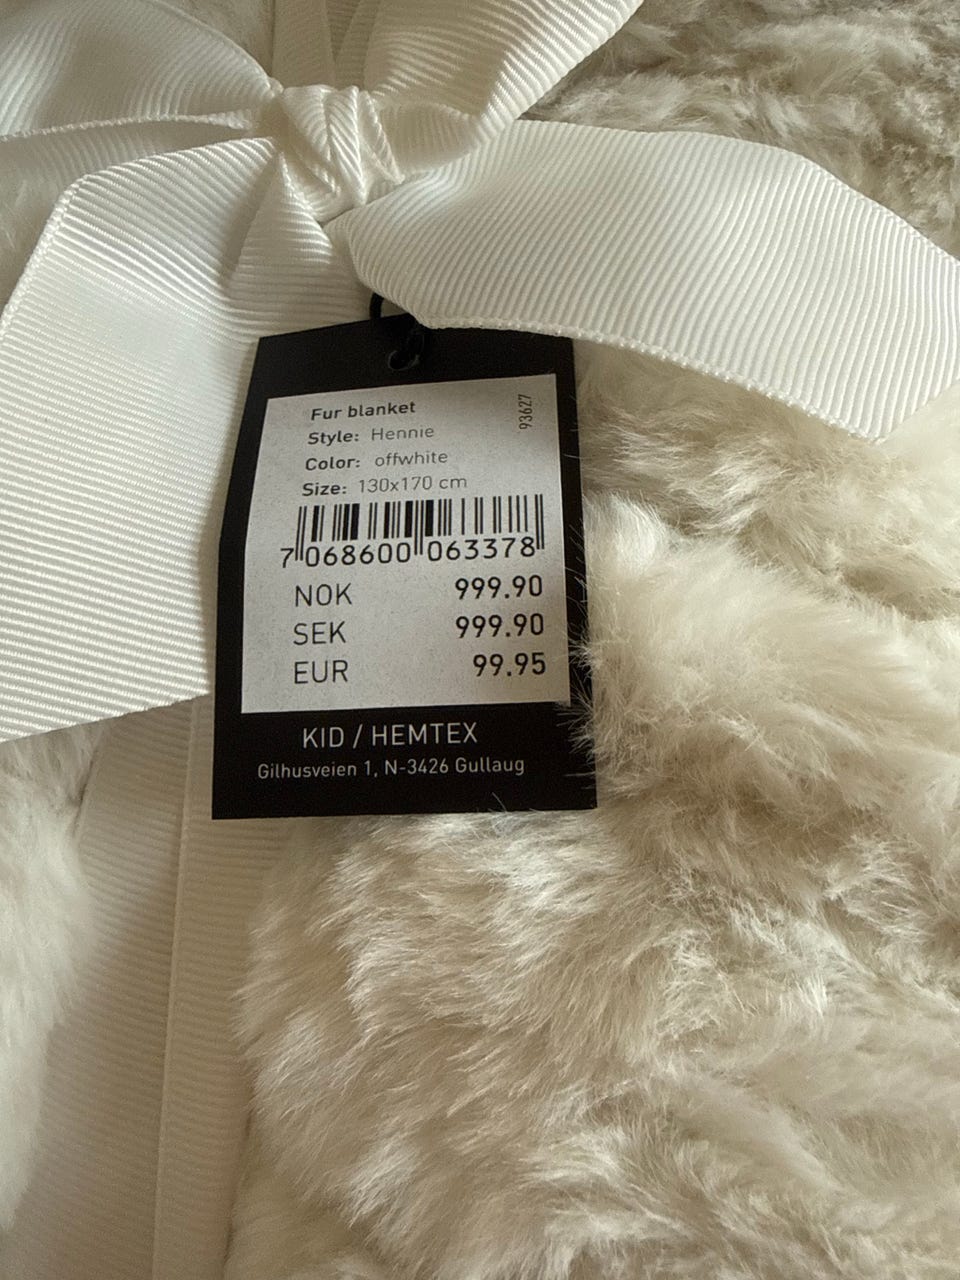 Fur blanket
93627
Style: Hennie
Color: offwhite
Size: 130x170 cm
7 068600 063378
NOK 999.90
SEK 999.90
EUR 99.95
KID / HEMTEX
Gilhusveien 1, N-3426 Gullaug